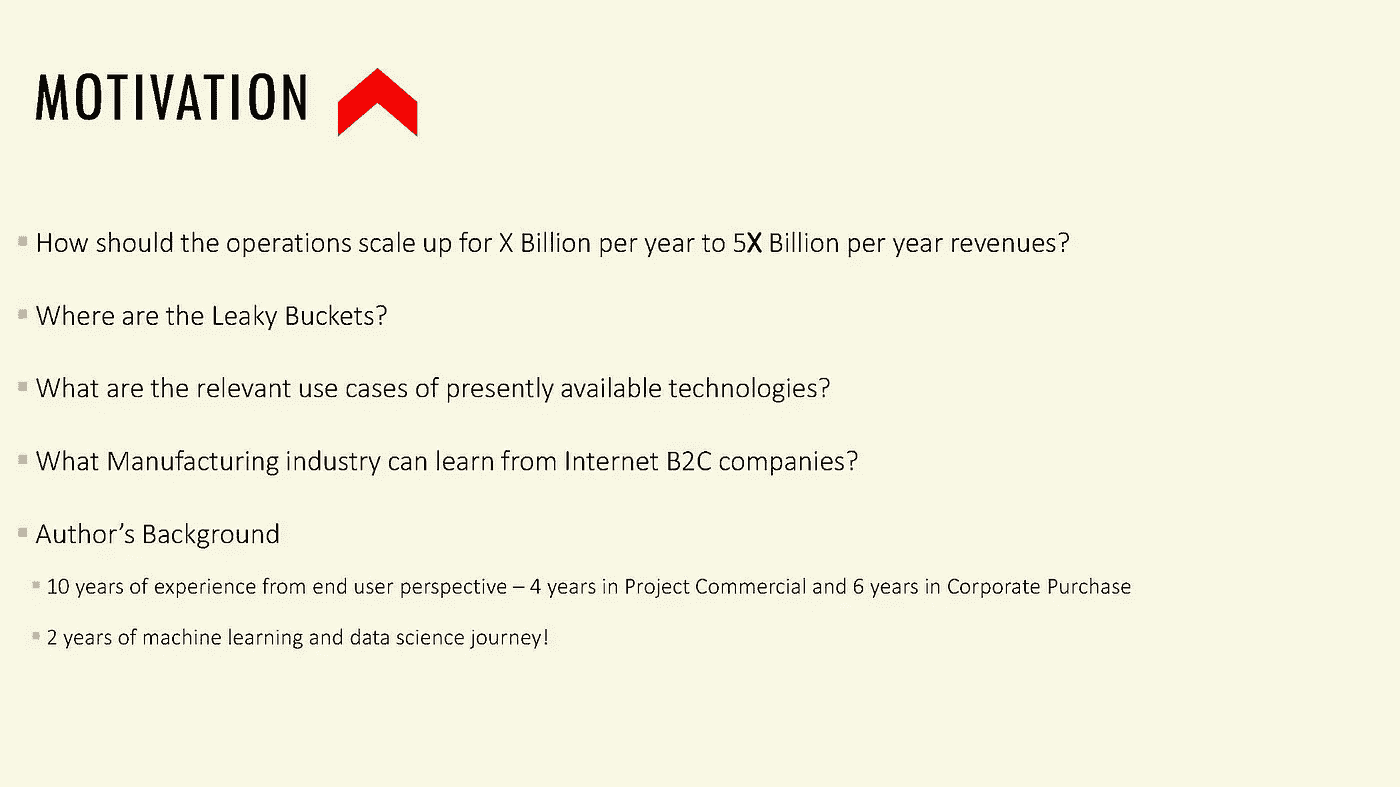 MOTIVATION
How should the operations scale up for X Billion per year to 5X Billion per year revenues?
Where are the Leaky Buckets?
What are the relevant use cases of presently available technologies?
What Manufacturing industry can learn from Internet B2C companies?
Author’s Background
10 years of experience from end user perspective – 4 years in Project Commercial and 6 years in Corporate Purchase
2 years of machine learning and data science journey!